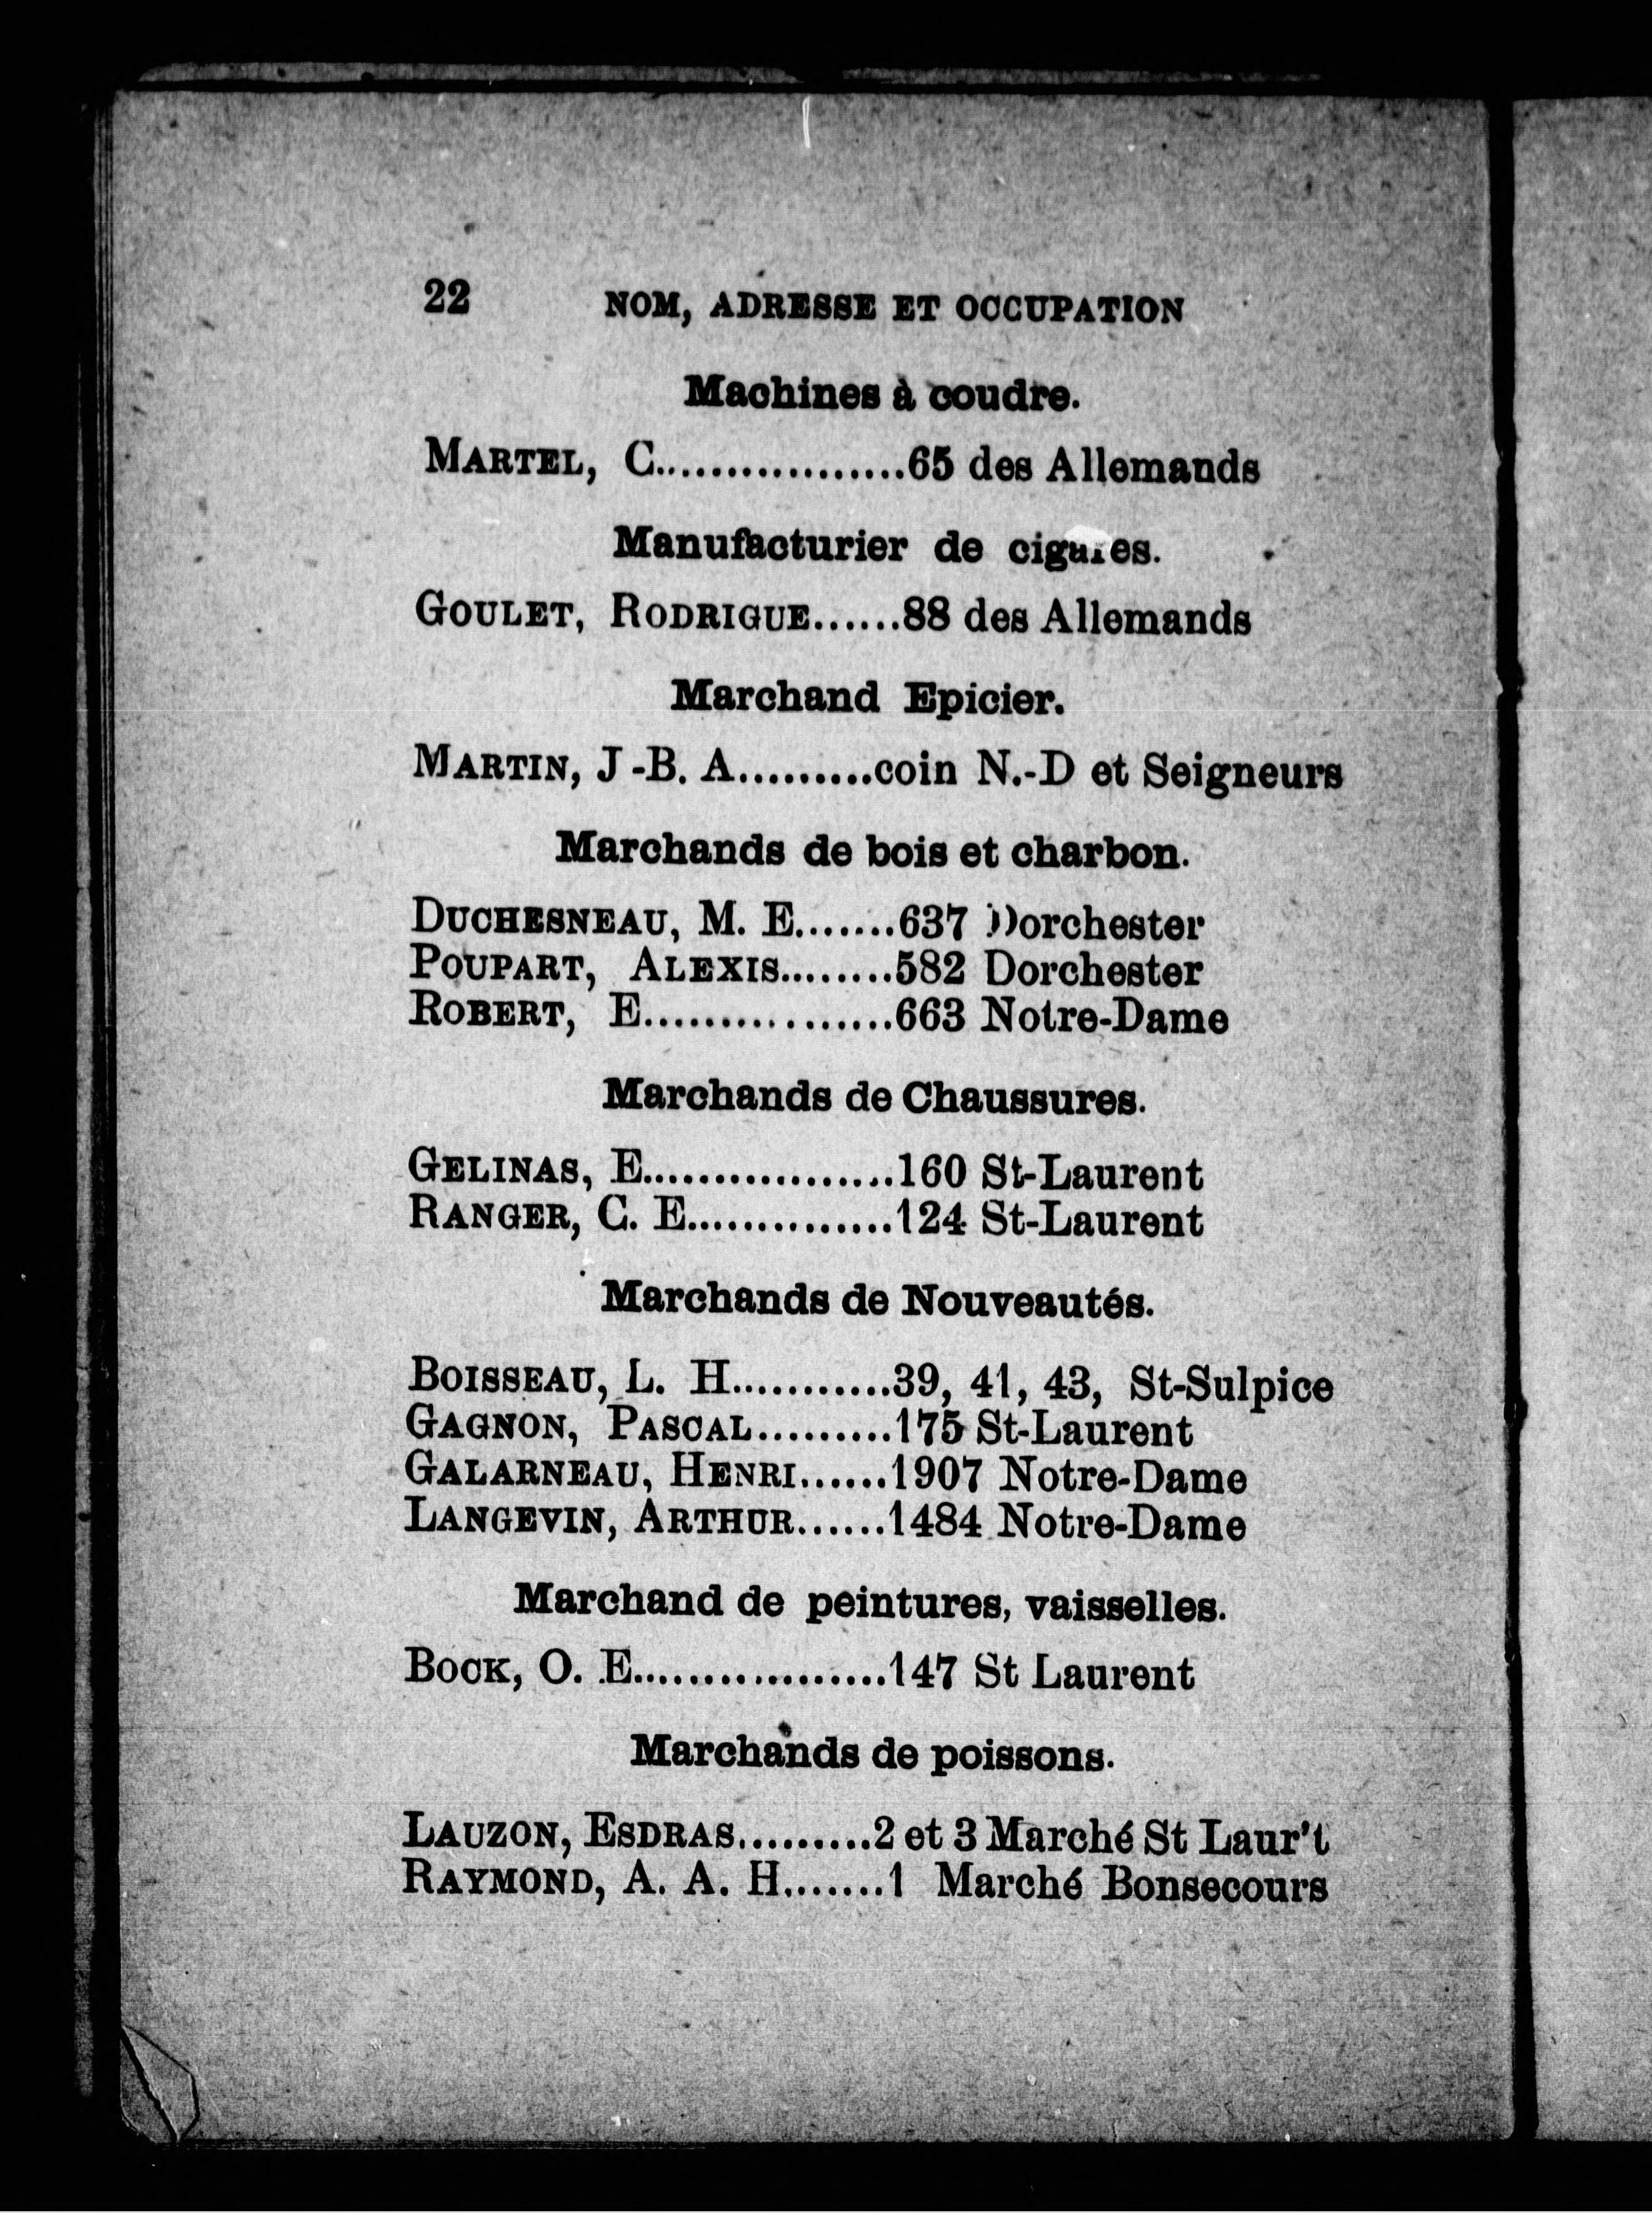 22 NOM, ADRESSE ET OCCUPATION
Machines à coudre.
MARTEL, C.................65 des Allemands
Manufacturier de cigares.
GOULET, RODRIGUE......88 des Allemands
Marchand Epicier.
MARTIN, J -B. A.........coin N.-D et Seigneurs
Marchands de bois et charbon.
DUCHESNEAU, M. E.......637 Dorchester
POUPART, ALEXIS........582 Dorchester
ROBERT, E.................663 Notre-Dame
Marchands de Chaussures.
GELINAS, E.................160 St-Laurent
RANGER, C. E..............124 St-Laurent
Marchands de Nouveautés.
BOISSEAU, L. H...........39, 41, 43, St-Sulpice
GAGNON, PASCAL.........175 St-Laurent
GALARNEAU, HENRI......1907 Notre-Dame
LANGEVIN, ARTHUR......1484 Notre-Dame
Marchand de peintures, vaisselles.
BOCK, O. E.................147 St Laurent
Marchands de poissons.
LAUZON, ESDRAS.........2 et 3 Marché St Laur't
RAYMOND, A. A. H.......1 Marché Bonsecours